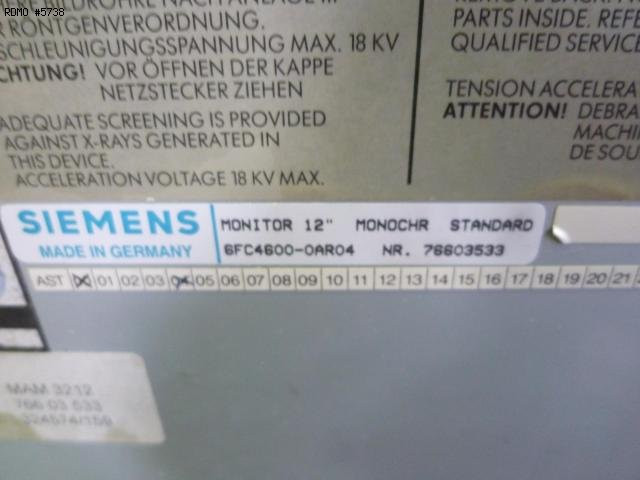 RDMO #5738
RÖNTGENVERORDNUNG.
SCHLEUNIGUNGSSPANNUNG MAX. 18 KV
ACHTUNG! VOR ÖFFNEN DER KAPPE
NETZSTECKER ZIEHEN
ADEQUATE SCREENING IS PROVIDED
AGAINST X-RAYS GENERATED IN
THIS DEVICE.
ACCELERATION VOLTAGE 18 KV MAX.
PARTS INSIDE. REF
QUALIFIED SERVICE
TENSION ACCELERA
ATTENTION! DEBRA
MACHI
DE SOU
SIEMENS
MADE IN GERMANY
MONITOR 12" MONOCHR STANDARD
6FC4600-0AR04 NR. 76603533
AST 01 02 03 05 06 07 08 09 10 11 12 13 14 15 16 17 18 19 20 21
MAM 3212
766 03 533
324574/159